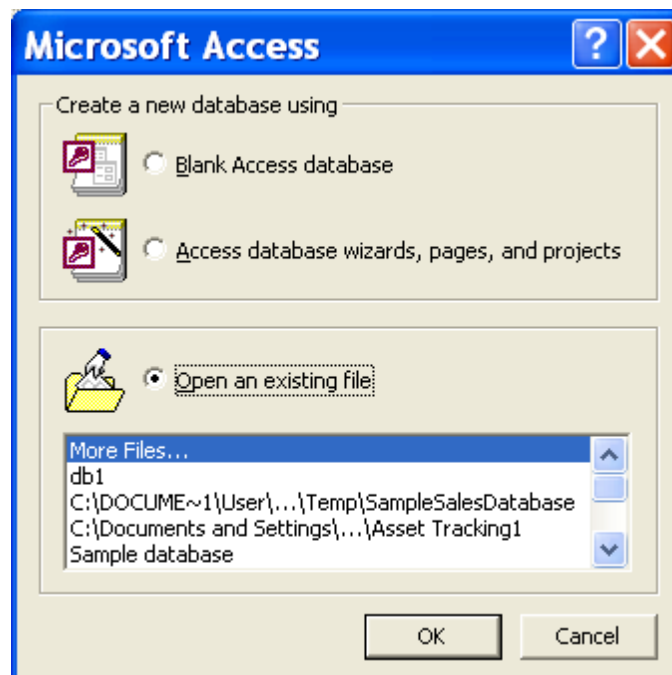 Microsoft Access
Create a new database using
Blank Access database
Access database wizards, pages, and projects
Open an existing file
More Files...
db1
C:\DOCUME~1\User\...\Temp\SampleSalesDatabase
C:\Documents and Settings\...\Asset Tracking1
Sample database
OK
Cancel